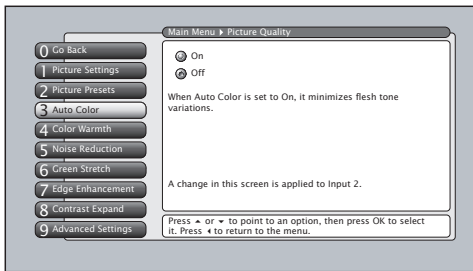 Main Menu ▸ Picture Quality
0 Go Back
1 Picture Settings
2 Picture Presets
3 Auto Color
4 Color Warmth
5 Noise Reduction
6 Green Stretch
7 Edge Enhancement
8 Contrast Expand
9 Advanced Settings
On
Off
When Auto Color is set to On, it minimizes flesh tone
variations.
A change in this screen is applied to Input 2.
Press ▲ or ▼ to point to an option, then press OK to select
it. Press ◀ to return to the menu.